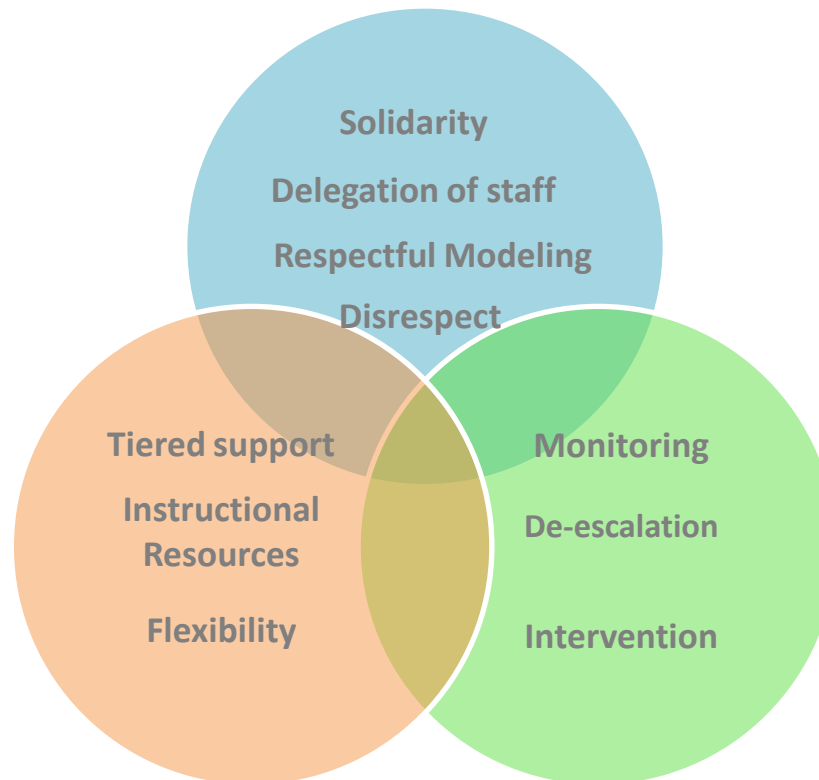 Solidarity
Delegation of staff
Respectful Modeling
Disrespect
Tiered support
Instructional
Resources
Flexibility
Monitoring
De-escalation
Intervention